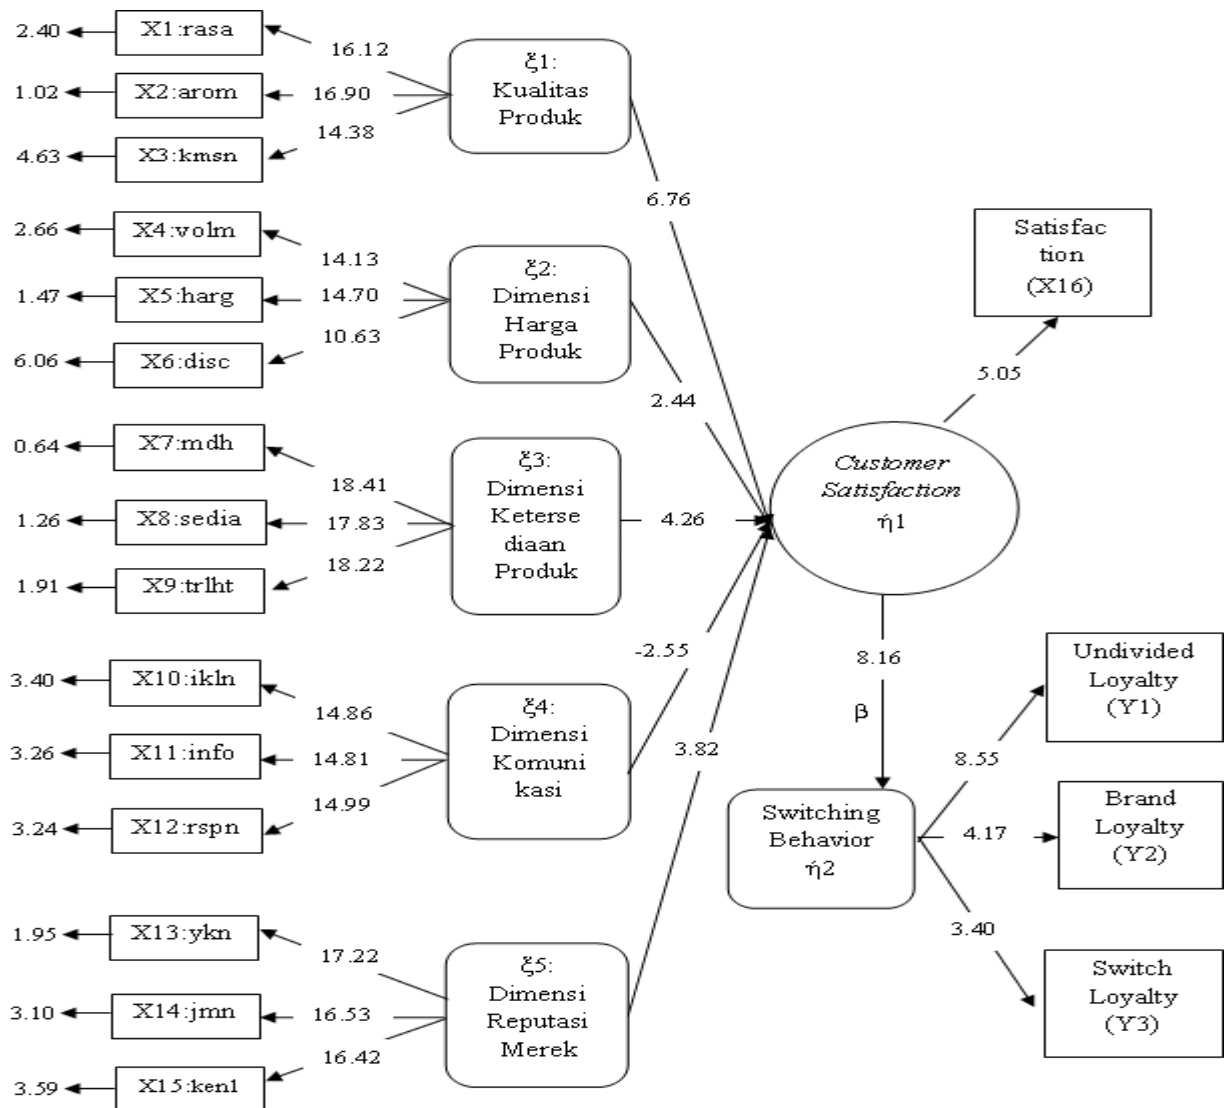 2.40
X1:rasa
16.12
1.02
X2:arom
16.90
4.63
X3:kmsn
14.38
ξ1:
Kualitas
Produk
6.76
2.66
X4:volm
14.13
1.47
X5:harg
14.70
6.06
X6:disc
10.63
ξ2:
Dimensi
Harga
Produk
2.44
0.64
X7:mdh
18.41
1.26
X8:sedia
17.83
1.91
X9:trlht
18.22
ξ3:
Dimensi
Keterse
diaan
Produk
4.26
3.40
X10:ikln
14.86
3.26
X11:info
14.81
3.24
X12:rspn
14.99
ξ4:
Dimensi
Komuni
kasi
-2.55
1.95
X13:ykn
17.22
3.10
X14:jmn
16.53
3.59
X15:kenl
16.42
ξ5:
Dimensi
Reputasi
Merek
3.82
Satisfac
tion
(X16)
5.05
Customer
Satisfaction
ή1
8.16
β
Switching
Behavior
ή2
8.55
Undivided
Loyalty
(Y1)
4.17
Brand
Loyalty
(Y2)
3.40
Switch
Loyalty
(Y3)